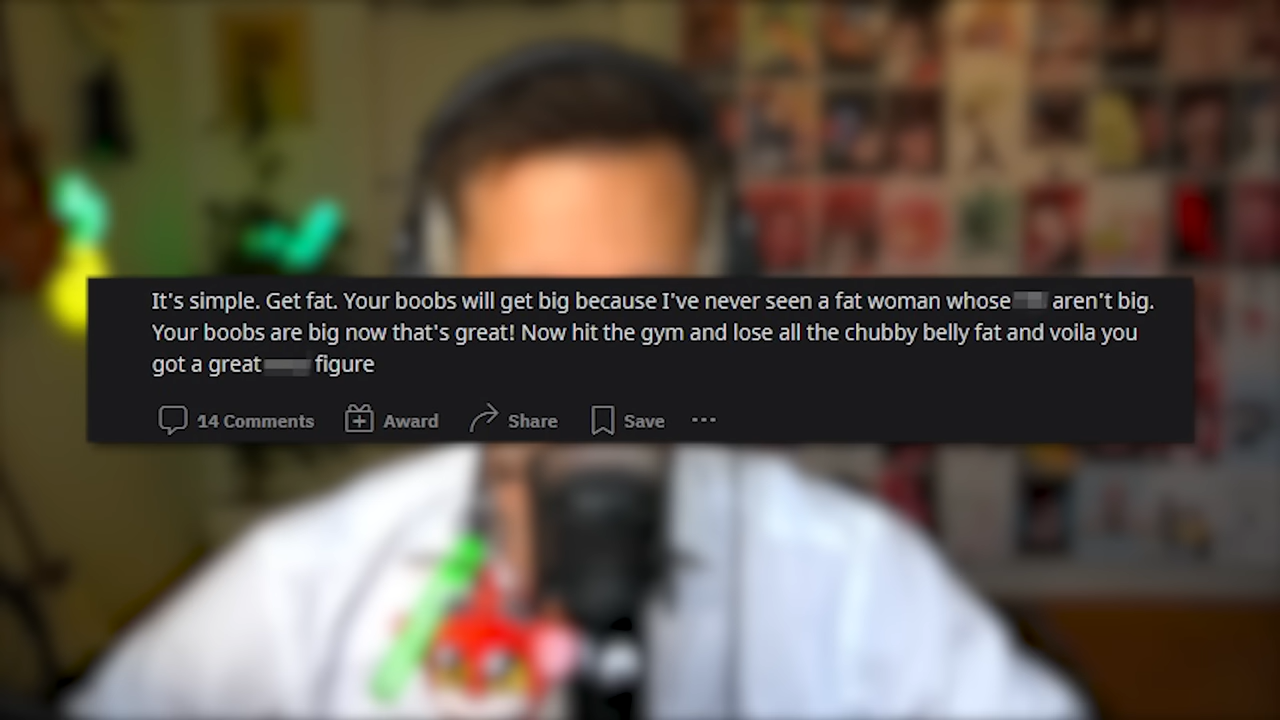 It's simple. Get fat. Your boobs will get big because I've never seen a fat woman whose aren't big.
Your boobs are big now that's great! Now hit the gym and lose all the chubby belly fat and voila you
got a great figure
14 Comments Award Share Save